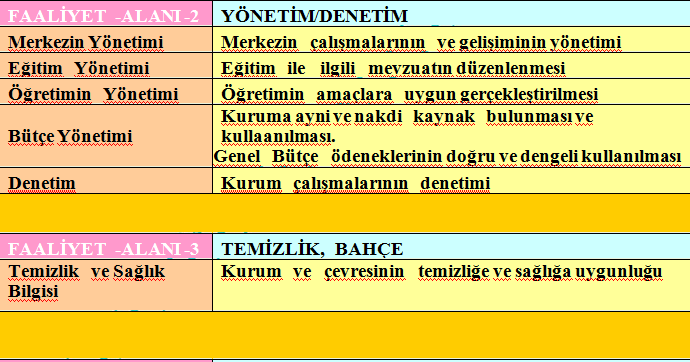 FAALİYET -ALANI-2 YÖNETİM/DENETİM
Merkezin Yönetimi Merkezin çalışmalarının ve gelişiminin yönetimi
Eğitim Yönetimi Eğitim ile ilgili mevzuatın düzenlenmesi
Öğretimin Yönetimi Öğretimin amaçlara uygun gerçekleştirilmesi
Bütçe Yönetimi Kuruma ayni ve nakdi kaynak bulunması ve
kullaanılması.
Genel Bütçe ödeneklerinin doğru ve dengeli kullanılması
Denetim Kurum çalışmalarının denetimi
FAALİYET -ALANI-3 TEMİZLİK, BAHÇE
Temizlik ve Sağlık Kurum ve çevresinin temizliğe ve sağlığa uygunluğu
Bilgisi